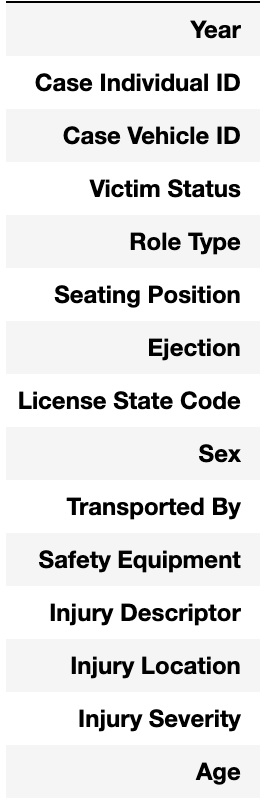 Year
Case Individual ID
Case Vehicle ID
Victim Status
Role Type
Seating Position
Ejection
License State Code
Sex
Transported By
Safety Equipment
Injury Descriptor
Injury Location
Injury Severity
Age